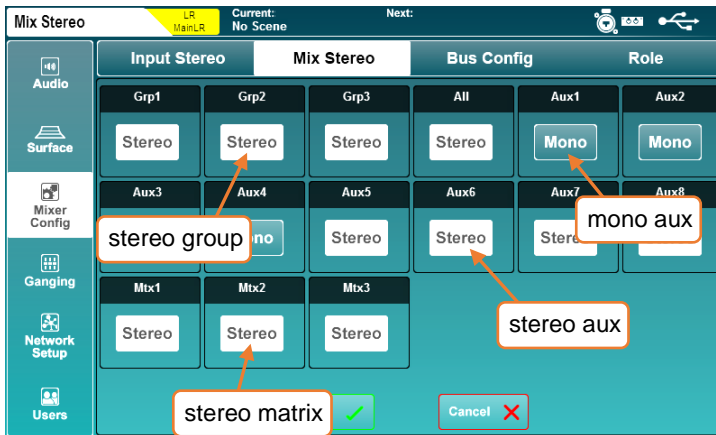 Mix Stereo
LR
MainLR
Current:
No Scene
Next:
Audio
Surface
Mixer
Config
Ganging
Network
Setup
Users
Input Stereo
Mix Stereo
Bus Config
Role
Grp1
Grp2
Grp3
All
Aux1
Aux2
Stereo
Stereo
Stereo
Stereo
Mono
Mono
Aux3
Aux4
Aux5
Aux6
Aux7
Aux8
stereo group
no
Stereo
Stereo
Stere
mono aux
Mtx1
Mtx2
Mtx3
Stereo
Stereo
Stereo
stereo aux
stereo matrix
Cancel